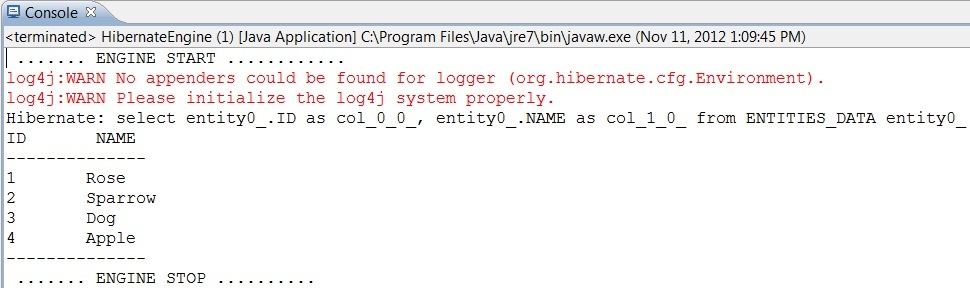 Console
<terminated> HibernateEngine (1) [Java Application] C:\Program Files\Java\jre7\bin\javaw.exe (Nov 11, 2012 1:09:45 PM)
....... ENGINE START ............
log4j:WARN No appenders could be found for logger (org.hibernate.cfg.Environment).
log4j:WARN Please initialize the log4j system properly.
Hibernate: select entity0_.ID as col_0_0_, entity0_.NAME as col_1_0_ from ENTITIES_DATA entity0_
ID NAME
--------------
1 Rose
2 Sparrow
3 Dog
4 Apple
--------------
....... ENGINE STOP ..........